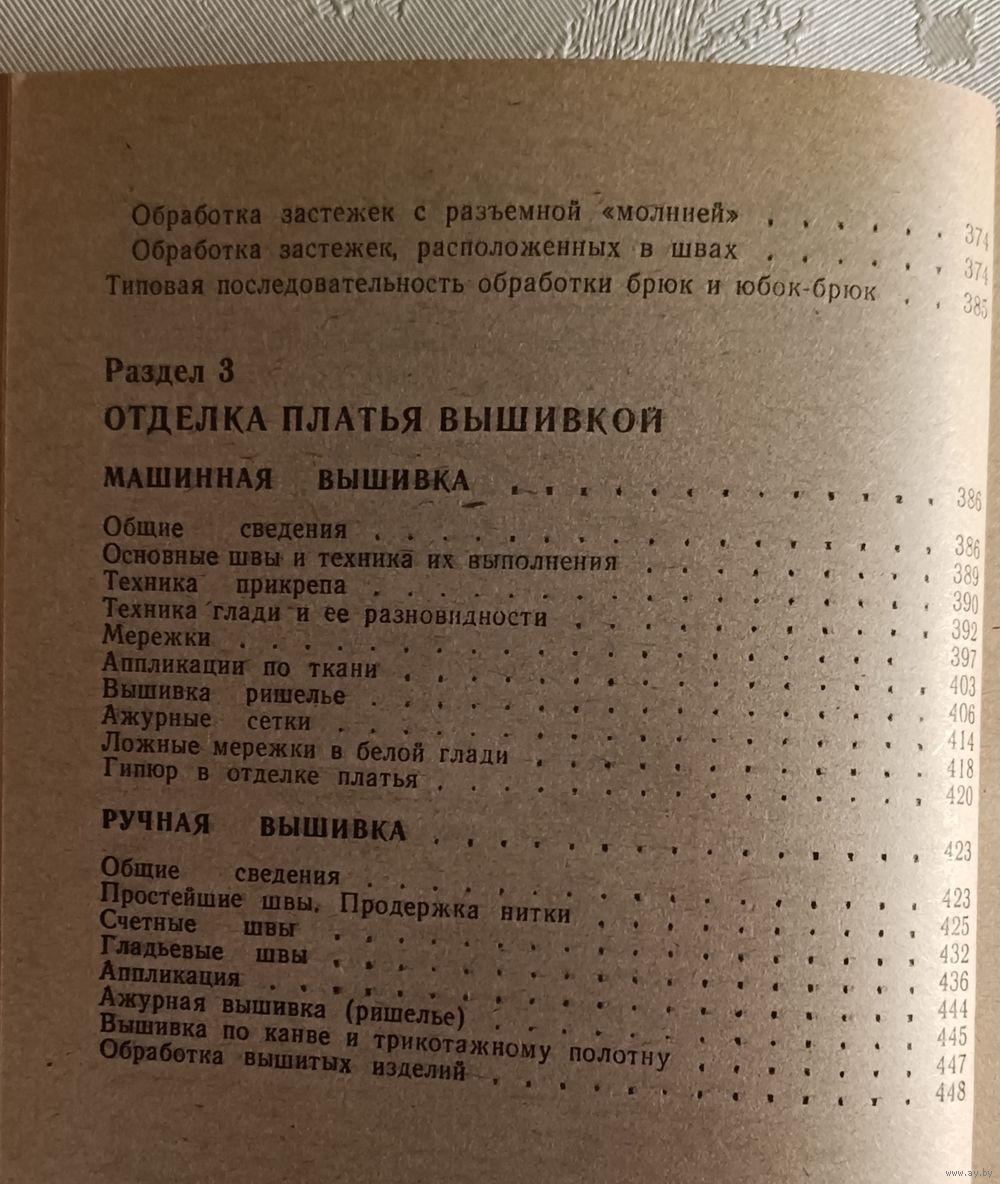 Обработка застежек с разъемной «молнией» . . . . . . 374
Обработка застежек, расположенных в швах . . . . . . 374
Типовая последовательность обработки брюк и юбок-брюк . . 385
Раздел 3
ОТДЕЛКА ПЛАТЬЯ ВЫШИВКОЙ
МАШИННАЯ ВЫШИВКА . . . . . . . . . . . . . 386
Общие сведения . . . . . . . . . . . . . . . . 386
Основные швы и техника их выполнения . . . . . . . . . 389
Техника прикрепа . . . . . . . . . . . . . . . . 390
Техника глади и ее разновидности . . . . . . . . . . . 392
Мережки . . . . . . . . . . . . . . . . . . . 397
Аппликации по ткани . . . . . . . . . . . . . . . 403
Вышивка ришелье . . . . . . . . . . . . . . . . 406
Ажурные сетки . . . . . . . . . . . . . . . . . 414
Ложные мережки в белой глади . . . . . . . . . . . . 418
Гипюр в отделке платья . . . . . . . . . . . . . . 420
РУЧНАЯ ВЫШИВКА . . . . . . . . . . . . . . 423
Общие сведения . . . . . . . . . . . . . . . . 423
Простейшие швы. Продержка нитки . . . . . . . . . . 425
Счетные швы . . . . . . . . . . . . . . . . . 432
Гладьевые швы . . . . . . . . . . . . . . . . . 436
Аппликация . . . . . . . . . . . . . . . . . . 444
Ажурная вышивка (ришелье) . . . . . . . . . . . . . 445
Вышивка по канве и трикотажному полотну . . . . . . . 447
Обработка вышитых изделий . . . . . . . . . . . . . 448
www.ay.by